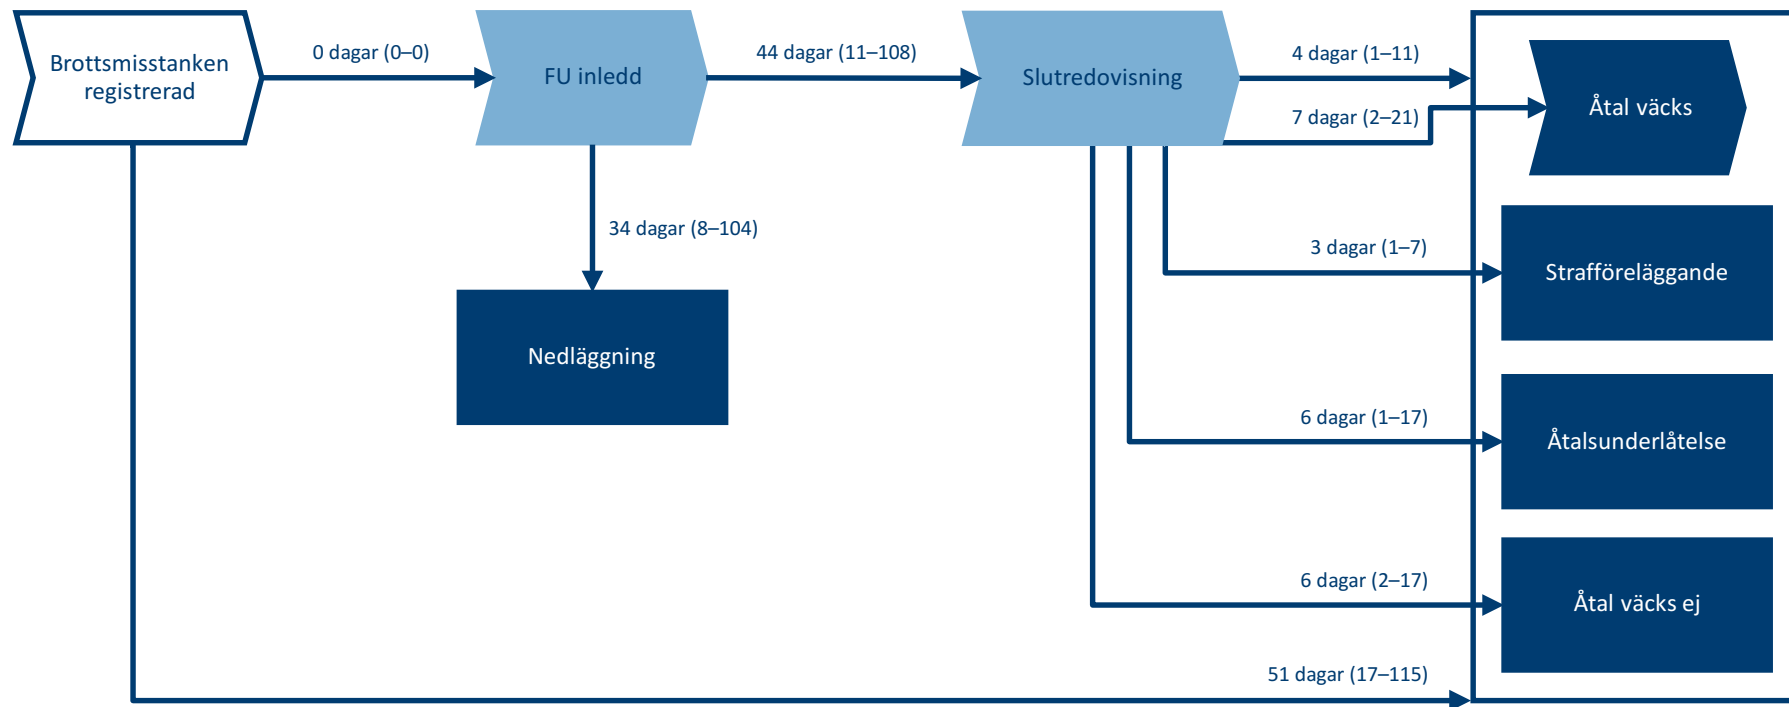 Brottsmisstanken
registrerad
0 dagar (0–0)
FU inledd
44 dagar (11–108)
Slutredovisning
4 dagar (1–11)
7 dagar (2–21)
Åtal väcks
34 dagar (8–104)
Nedläggning
3 dagar (1–7)
Strafföreläggande
6 dagar (1–17)
Åtalsunderlåtelse
6 dagar (2–17)
Åtal väcks ej
51 dagar (17–115)